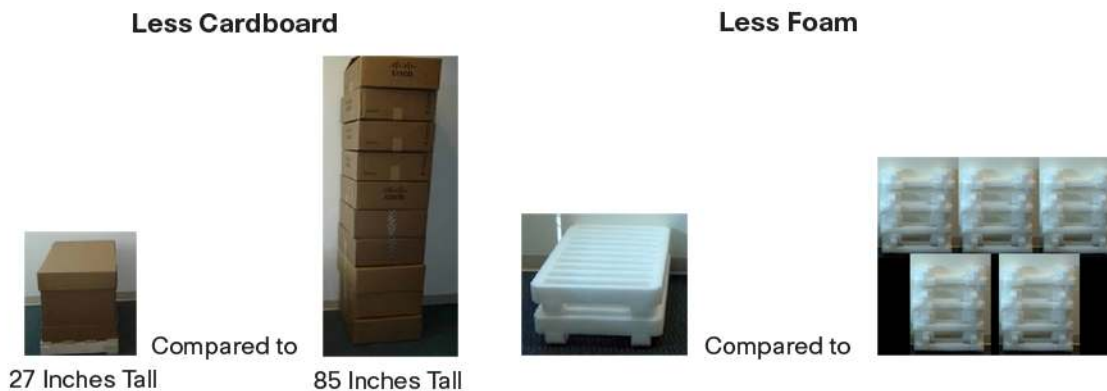 Less Cardboard
Less Foam
Compared to
Compared to
27 Inches Tall
85 Inches Tall